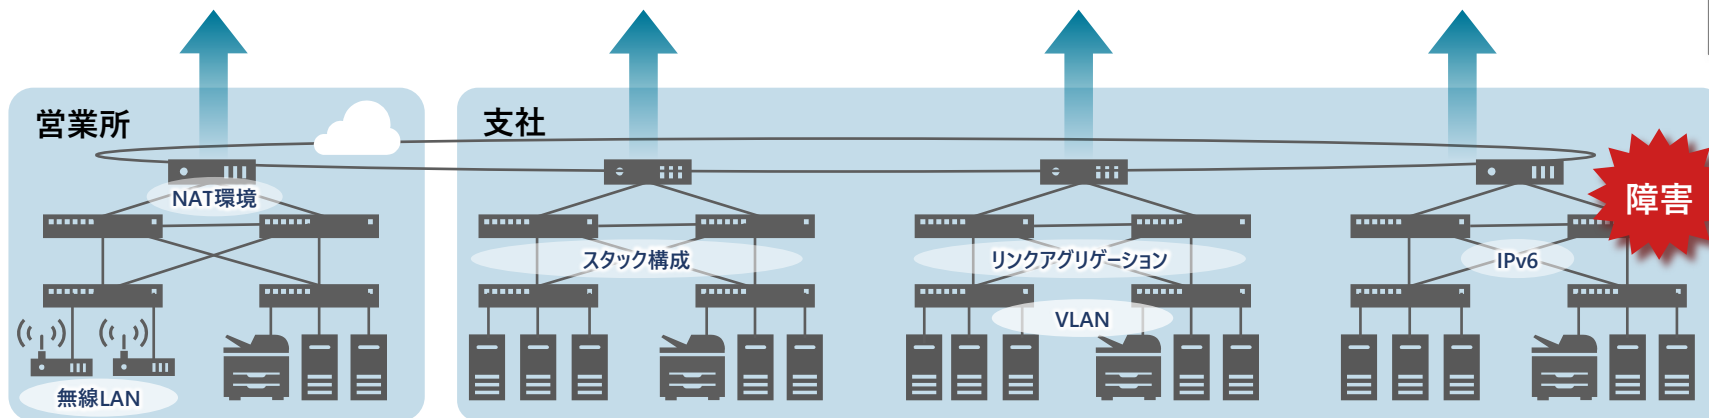 営業所
支社
障害
NAT環境
スタック構成
リンクアグリゲーション
IPv6
VLAN
無線LAN